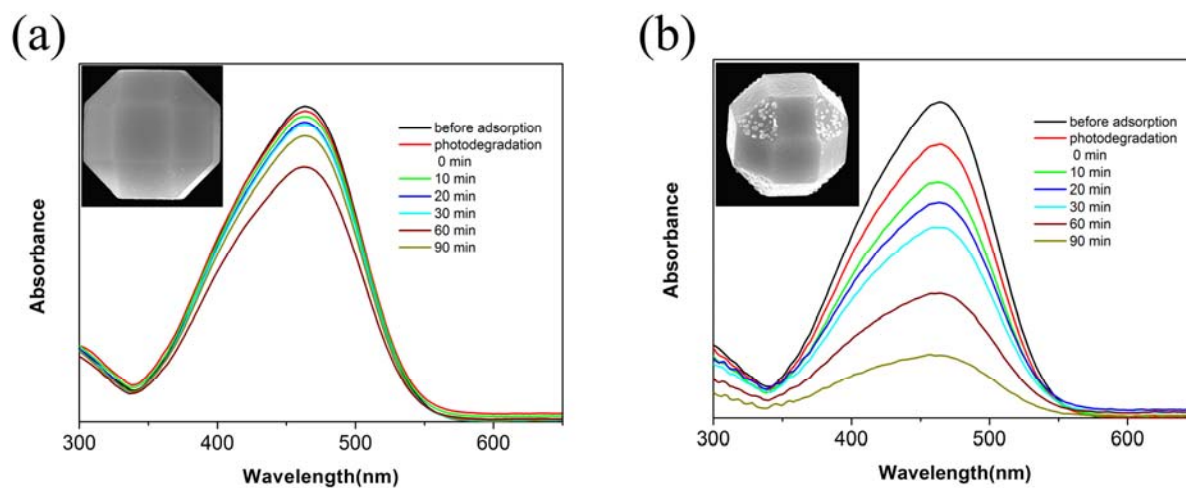 (a)
before adsorption
photodegradation
0 min
10 min
20 min
30 min
60 min
90 min
Absorbance
300
400
500
600
Wavelength(nm)
(b)
before adsorption
photodegradation
0 min
10 min
20 min
30 min
60 min
90 min
Absorbance
300
400
500
600
Wavelength(nm)